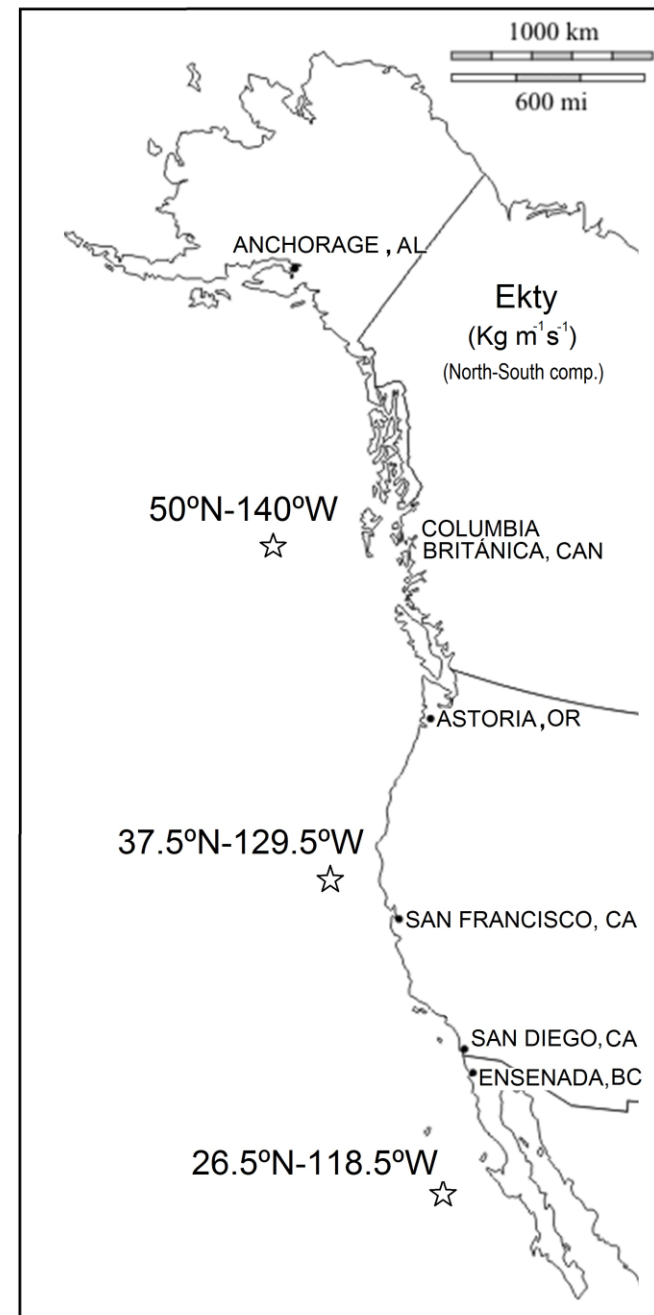 1000 km
600 mi
ANCHORAGE , AL
Ekty
(Kg m⁻¹s⁻¹)
(North-South comp.)
50ºN-140ºW
COLUMBIA
BRITÁNICA, CAN
ASTORIA, OR
37.5ºN-129.5ºW
SAN FRANCISCO, CA
SAN DIEGO, CA
ENSENADA, BC
26.5ºN-118.5ºW